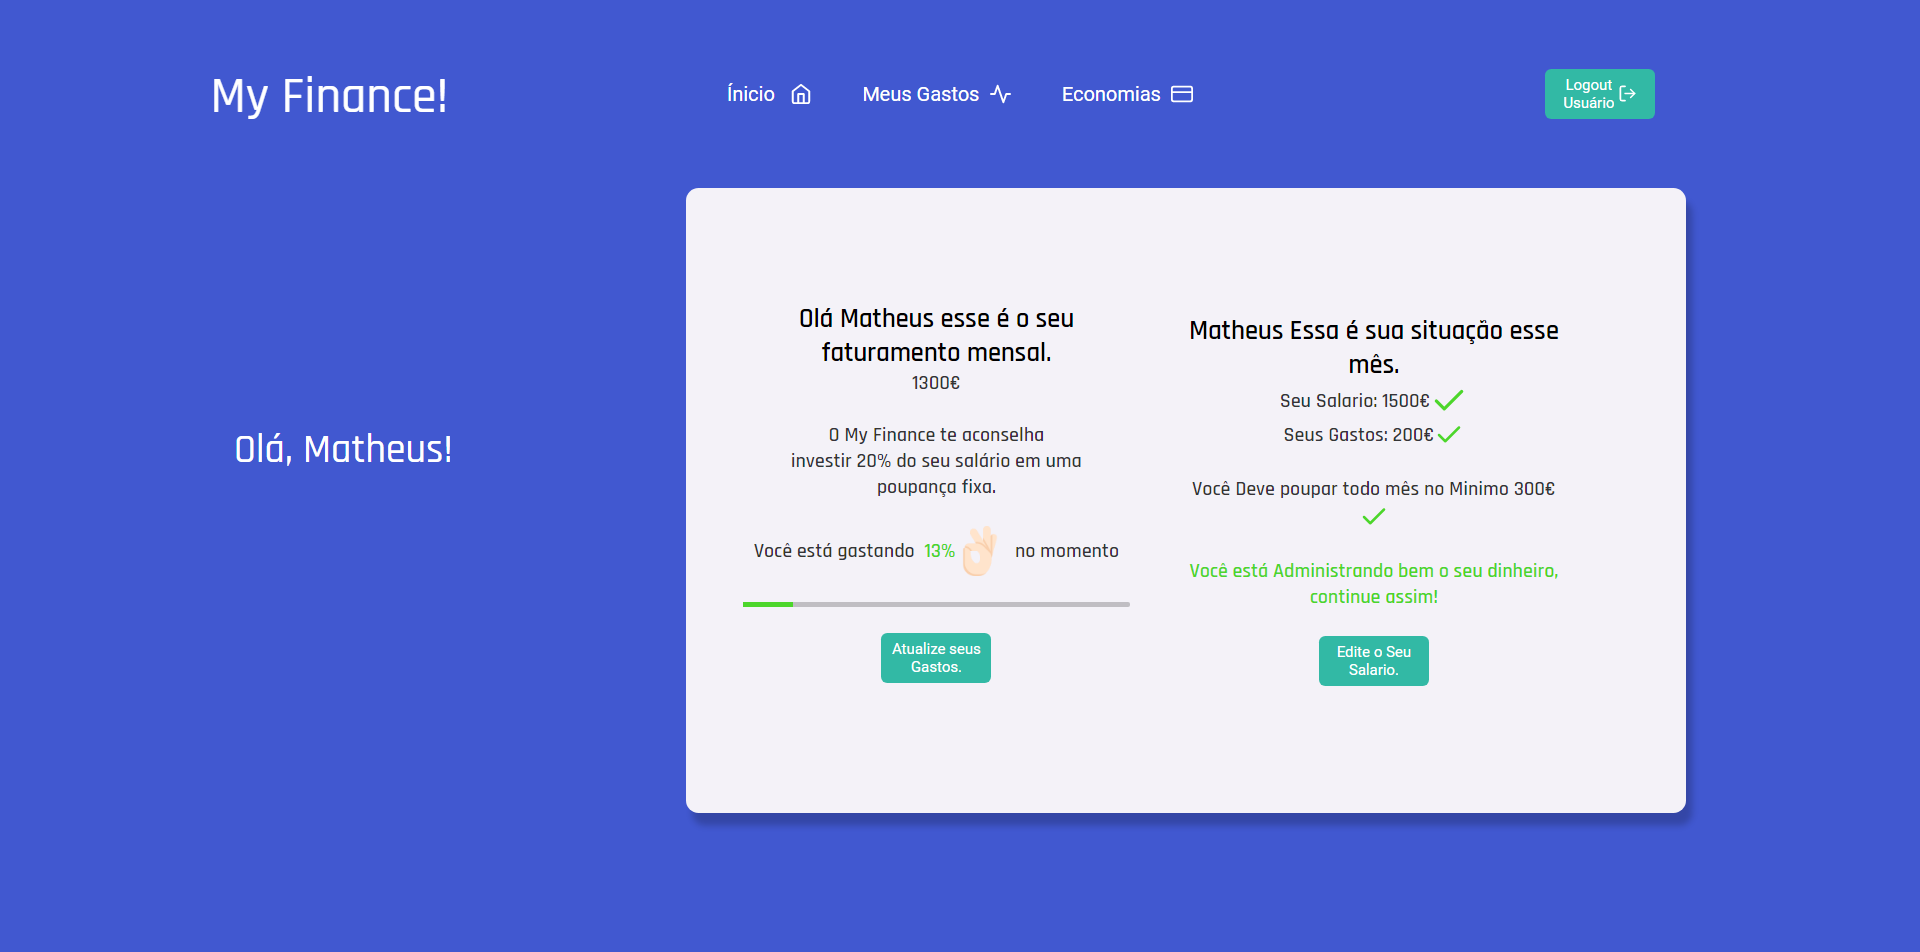 My Finance!
Ínicio
Meus Gastos
Economias
Logout
Usuário
Olá, Matheus!
Olá Matheus esse é o seu
faturamento mensal.
1300€
O My Finance te aconselha
investir 20% do seu salário em uma
poupança fixa.
Você está gastando 13% no momento
Atualize seus
Gastos.
Matheus Essa é sua situação esse
mês.
Seu Salario: 1500€
Seus Gastos: 200€
Você Deve poupar todo mês no Minimo 300€
Você está Administrando bem o seu dinheiro,
continue assim!
Edite o Seu
Salario.